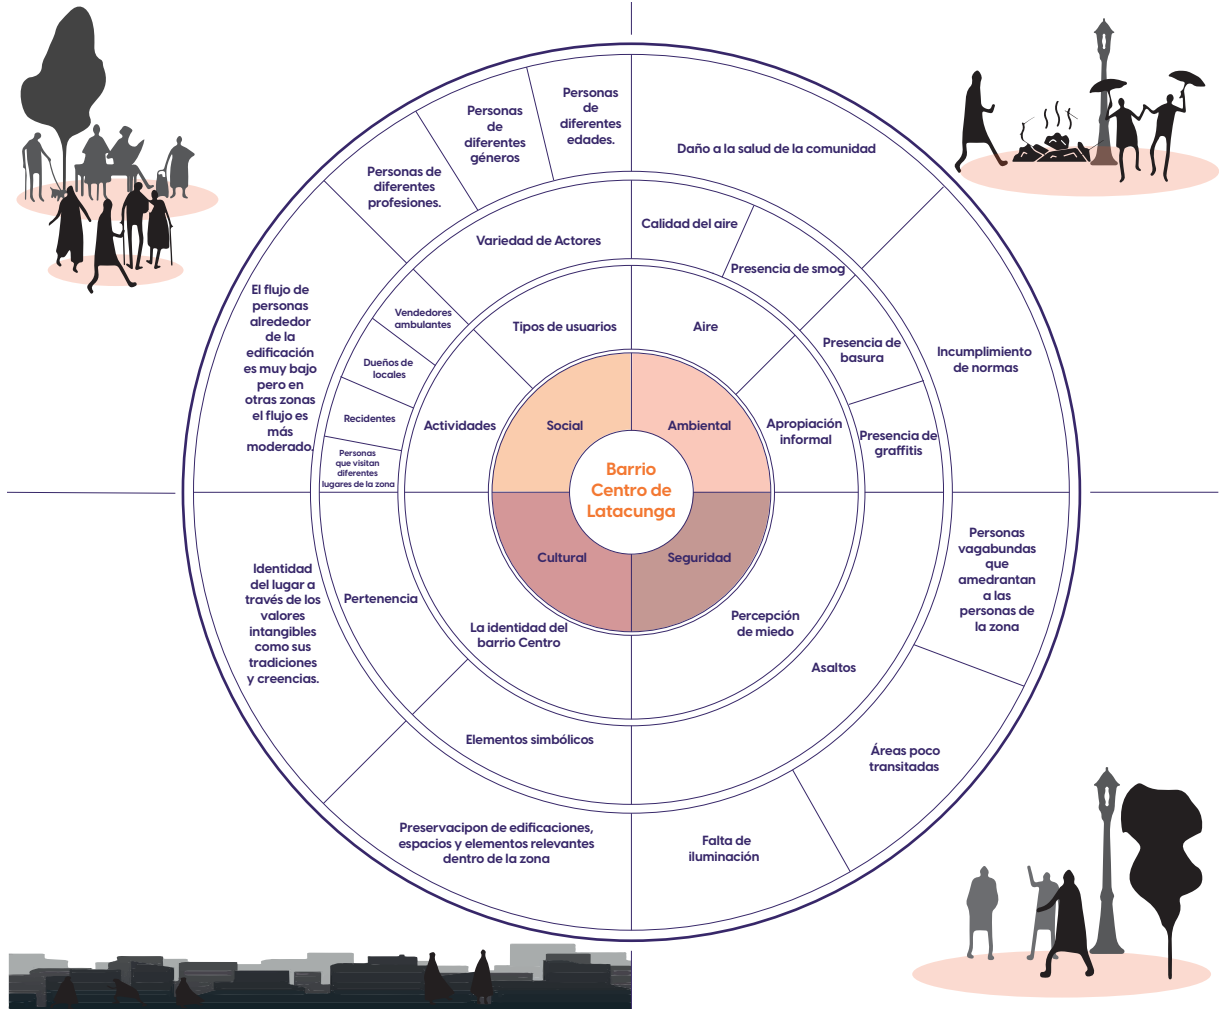 Personas
de
diferentes
edades.
Personas
de
diferentes
géneros
Personas de
diferentes
profesiones.
Daño a la salud de la comunidad
Variedad de Actores
Calidad del aire
Presencia de smog
El flujo de
personas
alrededor
de la
edificación
es muy bajo
pero en
otras zonas
el flujo es
más
moderado.
Vendedores
ambulantes
Dueños de
locales
Recidentes
Personas
que visitan
diferentes
lugares de la zona
Tipos de usuarios
Aire
Presencia de
basura
Incumplimiento
de normas
Actividades
Social
Ambiental
Apropiación
informal
Presencia de
graffitis
Barrio
Centro de
Latacunga
Cultural
Seguridad
Identidad
del lugar a
través de los
valores
intangibles
como sus
tradiciones
y creencias.
Pertenencia
La identidad del
barrio Centro
Percepción
de miedo
Asaltos
Personas
vagabundas
que
amedrantan
a las
personas de
la zona
Elementos simbólicos
Áreas poco
transitadas
Preservacipon de edificaciones,
espacios y elementos relevantes
dentro de la zona
Falta de
iluminación